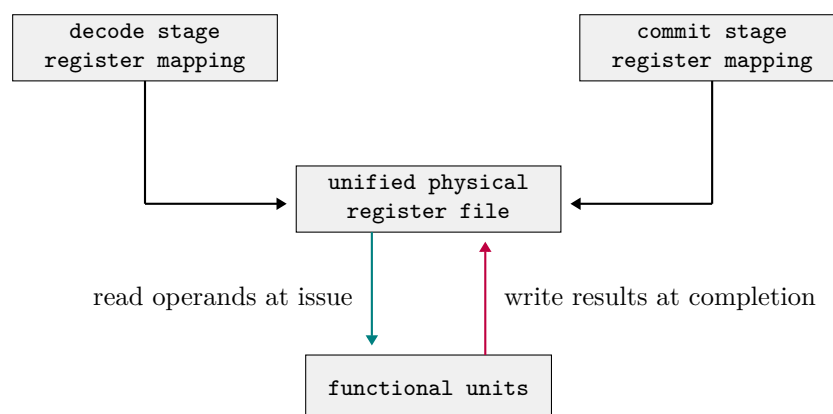 decode stage
register mapping
commit stage
register mapping
unified physical
register file
read operands at issue
write results at completion
functional units